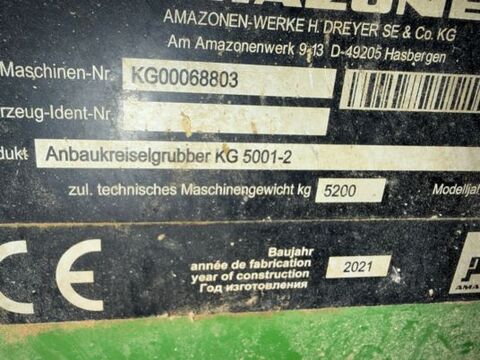 AMAZONE
AMAZONEN-WERKE H. DREYER SE & Co. KG
Am Amazonenwerk 9-13 D-49205 Hasbergen
Maschinen-Nr. KG00068803
rzeug-Ident-Nr
dukt Anbaukreiselgrubber KG 5001-2
zul. technisches Maschinengewicht kg 5200 Modelljah
CE
Baujahr
année de fabrication
year of construction
Год изготовления
2021
AMA